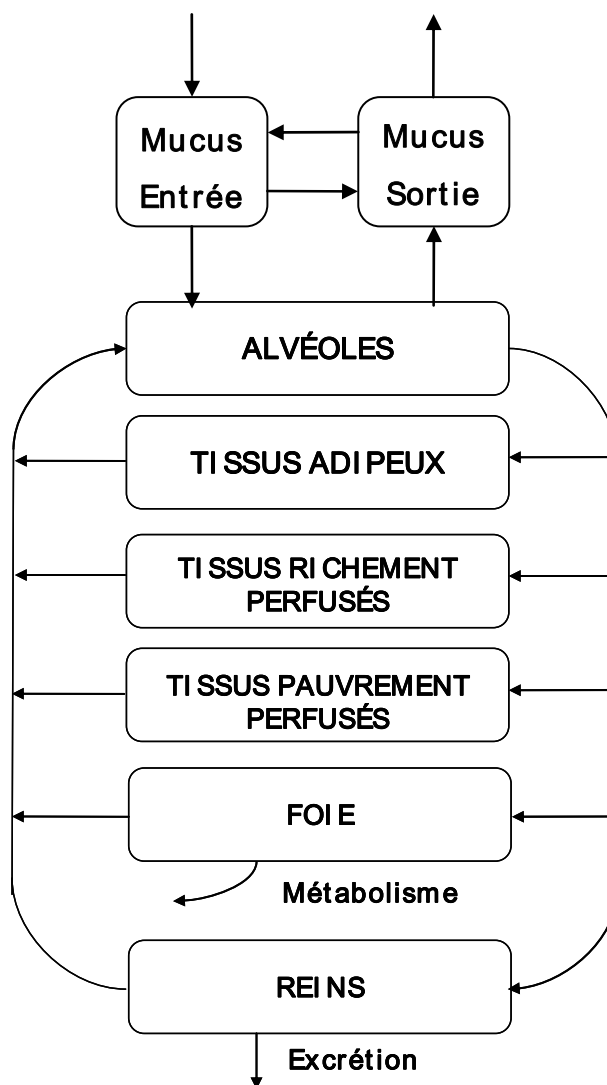 Mucus
Entrée
Mucus
Sortie
ALVÉOLES
TISSUS ADIPEUX
TISSUS RICHEMENT
PERFUSÉS
TISSUS PAUVREMENT
PERFUSÉS
FOIE
Métabolisme
REINS
Excrétion